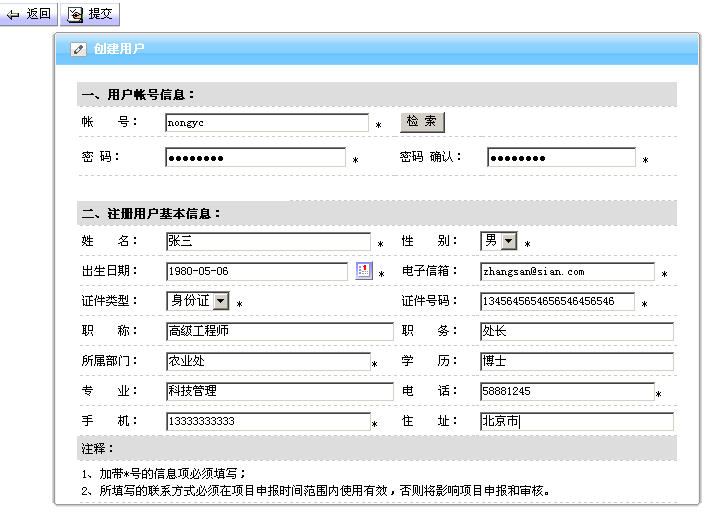 返回 提交
创建用户
一、用户帐号信息：
帐 号： nongyc * 检 索
密 码： ●●●●●●●● * 密码 确认： ●●●●●●●● *
二、注册用户基本信息：
姓 名： 张三 * 性 别： 男 *
出生日期： 1980-05-06 * 电子信箱： zhangsan@sian.com *
证件类型： 身份证 * 证件号码： 1345645654656546456546 *
职 称： 高级工程师 职 务： 处长
所属部门： 农业处 * 学 历： 博士
专 业： 科技管理 电 话： 58881245 *
手 机： 13333333333 * 住 址： 北京市
注释：
1、加带*号的信息项必须填写；
2、所填写的联系方式必须在项目申报时间范围内使用有效，否则将影响项目申报和审核。